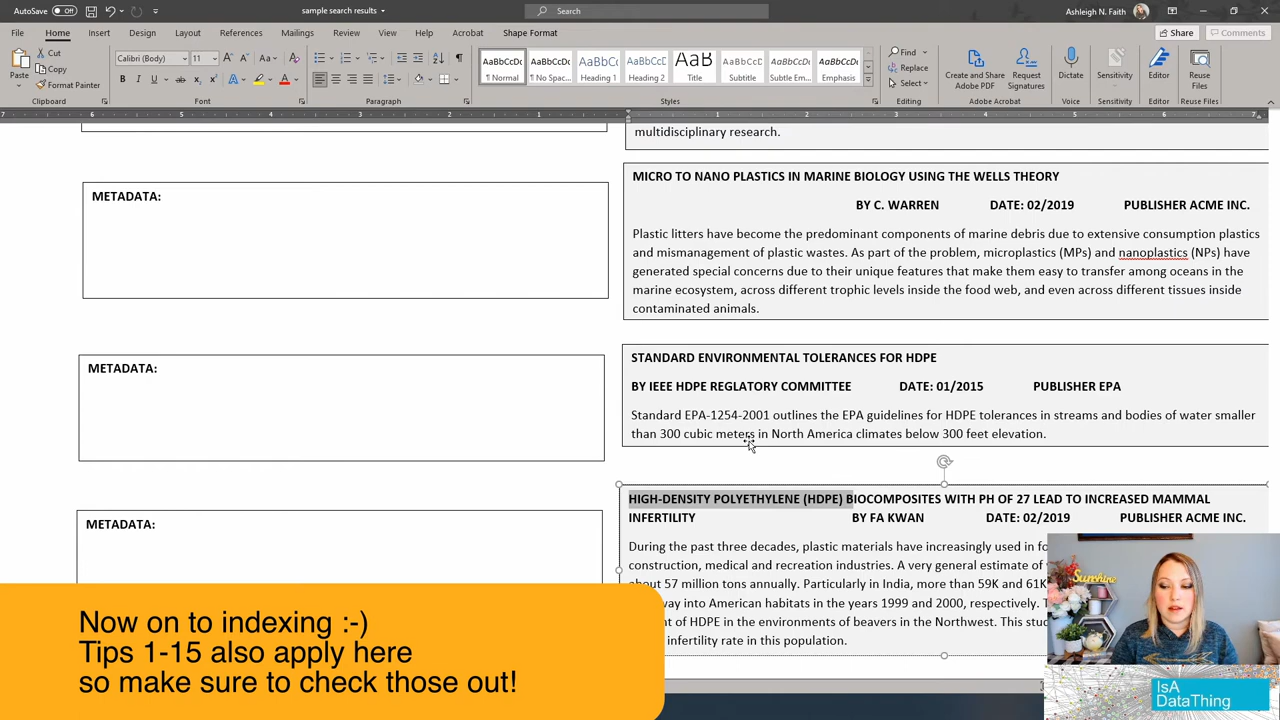 AutoSave Off
sample search results
Search
Ashleigh N. Faith
File Home Insert Design Layout References Mailings Review View Help Acrobat Shape Format
Share Comments
Paste
Cut
Copy
Format Painter
Clipboard
Calibri (Body) 11
Font
Paragraph
AaBbCcDc Normal
AaBbCcDc No Spac...
AaBbCc Heading 1
AaBbCc Heading 2
AaB Title
AaBbCcD Subtitle
AaBbCcDc Subtle Em...
AaBbCcDc Emphasis
Styles
Find
Replace
Select
Editing
Create and Share Adobe PDF
Request Signatures
Adobe Acrobat
Dictate
Voice
Sensitivity
Sensitivity
Editor
Editor
Reuse Files
Reuse Files
multidisciplinary research.
METADATA:
MICRO TO NANO PLASTICS IN MARINE BIOLOGY USING THE WELLS THEORY
BY C. WARREN DATE: 02/2019 PUBLISHER ACME INC.
Plastic litters have become the predominant components of marine debris due to extensive consumption plastics
and mismanagement of plastic wastes. As part of the problem, microplastics (MPs) and nanoplastics (NPs) have
generated special concerns due to their unique features that make them easy to transfer among oceans in the
marine ecosystem, across different trophic levels inside the food web, and even across different tissues inside
contaminated animals.
METADATA:
STANDARD ENVIRONMENTAL TOLERANCES FOR HDPE
BY IEEE HDPE REGLATORY COMMITTEE DATE: 01/2015 PUBLISHER EPA
Standard EPA-1254-2001 outlines the EPA guidelines for HDPE tolerances in streams and bodies of water smaller
than 300 cubic meters in North America climates below 300 feet elevation.
METADATA:
HIGH-DENSITY POLYETHYLENE (HDPE) BIOCOMPOSITES WITH PH OF 27 LEAD TO INCREASED MAMMAL
INFERTILITY BY FA KWAN DATE: 02/2019 PUBLISHER ACME INC.
During the past three decades, plastic materials have increasingly used in fo
construction, medical and recreation industries. A very general estimate of
about 57 million tons annually. Particularly in India, more than 59K and 61K
way into American habitats in the years 1999 and 2000, respectively. T
t of HDPE in the environments of beavers in the Northwest. This stud
infertility rate in this population.
Now on to indexing :-)
Tips 1-15 also apply here
so make sure to check those out!
Sunshine
IsA
DataThing